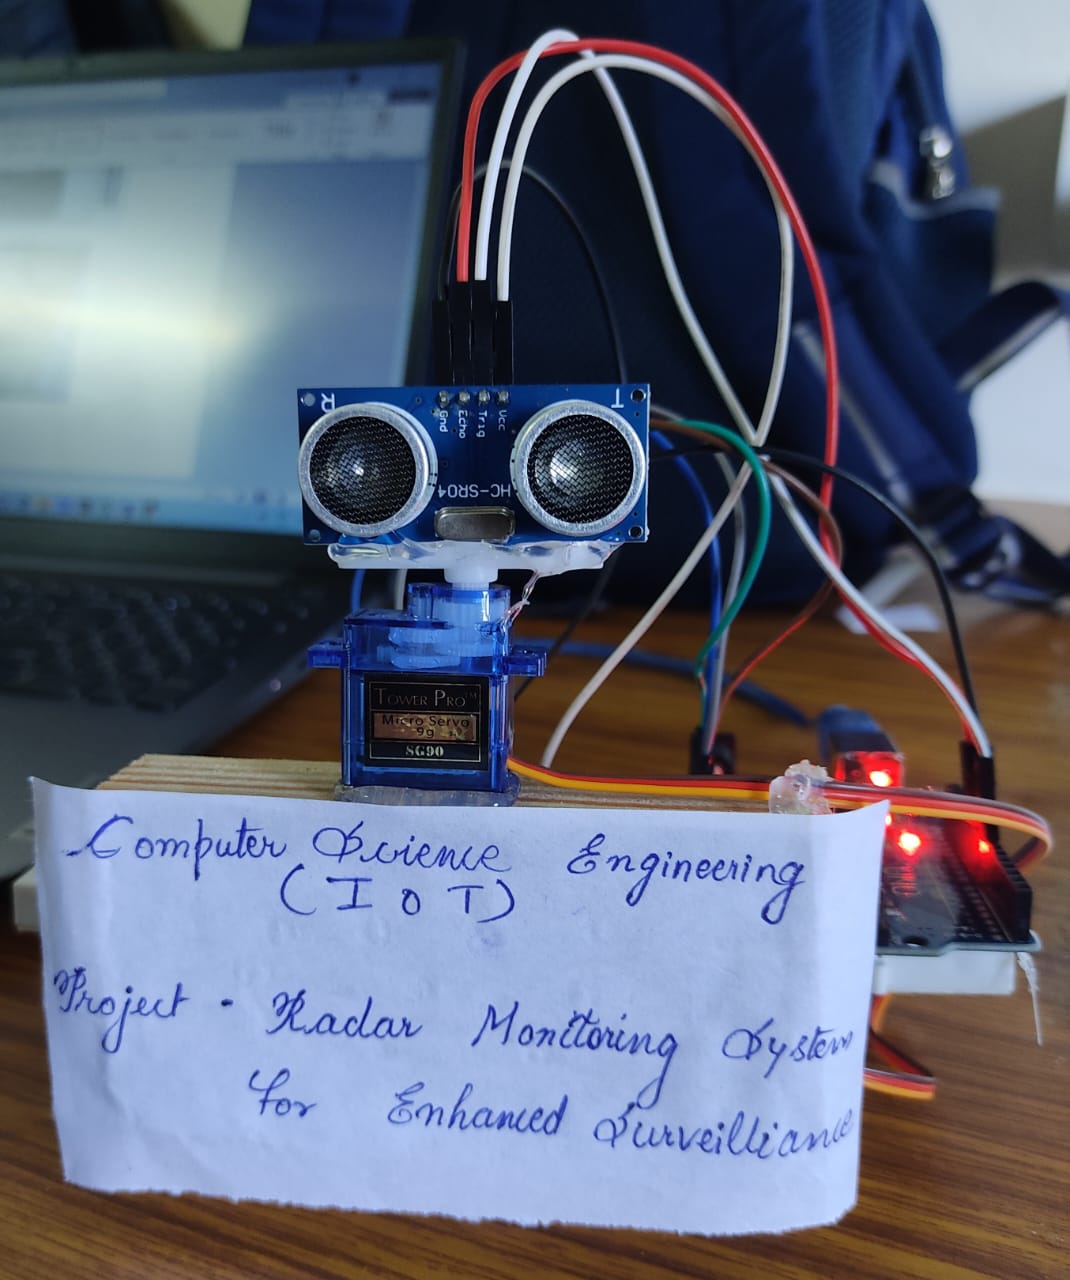 R
T
Gnd
Echo
Trig
Vcc
HC-SR04
TOWER PRO™
Micro Servo
9g
SG90
Computer Science Engineering
(IOT)
Project - Radar Monitoring System
for Enhanced Surveilliance